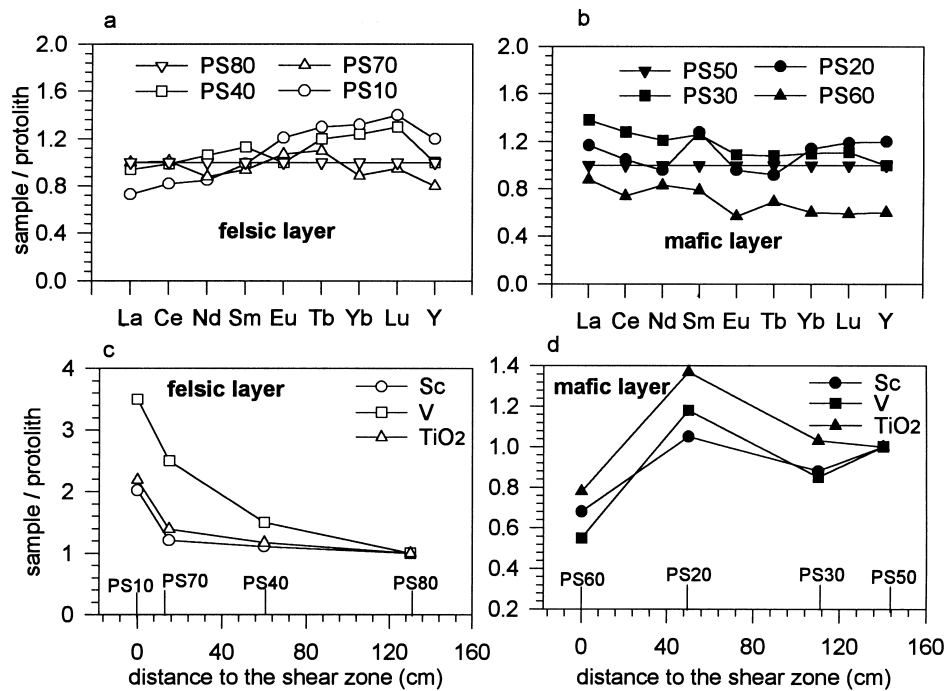 a
sample / protolith
2.0
1.6
1.2
0.8
0.4
0.0
PS80 PS70
PS40 PS10
felsic layer
La Ce Nd Sm Eu Tb Yb Lu Y
b
2.0
1.6
1.2
0.8
0.4
0.0
PS50 PS20
PS30 PS60
mafic layer
La Ce Nd Sm Eu Tb Yb Lu Y
c
sample / protolith
4
3
2
1
0
felsic layer
Sc
V
TiO2
PS10 PS70 PS40 PS80
0 40 80 120 160
distance to the shear zone (cm)
d
1.4
1.2
1.0
0.8
0.6
0.4
0.2
mafic layer
Sc
V
TiO2
PS60 PS20 PS30 PS50
0 40 80 120 160
distance to the shear zone (cm)